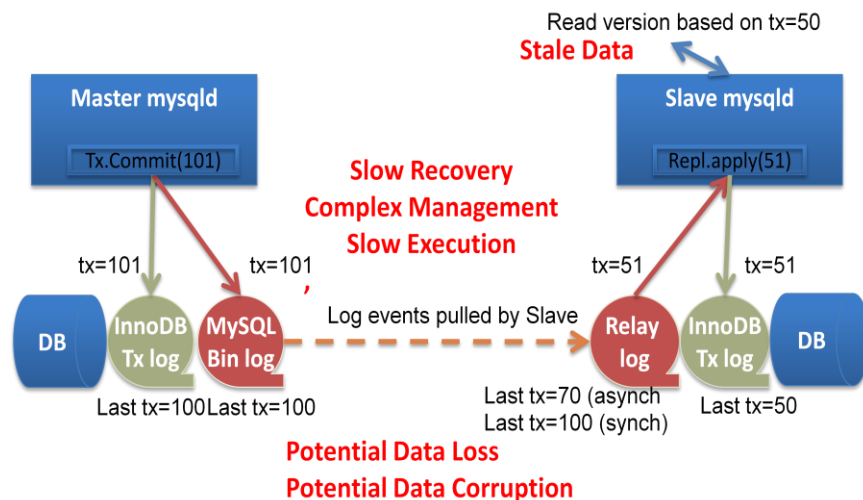 Read version based on tx=50
Stale Data
Master mysqld
Slave mysqld
Tx.Commit(101)
Repl.apply(51)
Slow Recovery
Complex Management
Slow Execution
tx=101
tx=101
,
tx=51
tx=51
DB
InnoDB
Tx log
MySQL
Bin log
Log events pulled by Slave
Relay
log
InnoDB
Tx log
DB
Last tx=100
Last tx=100
Last tx=70 (asynch
Last tx=100 (synch)
Last tx=50
Potential Data Loss
Potential Data Corruption